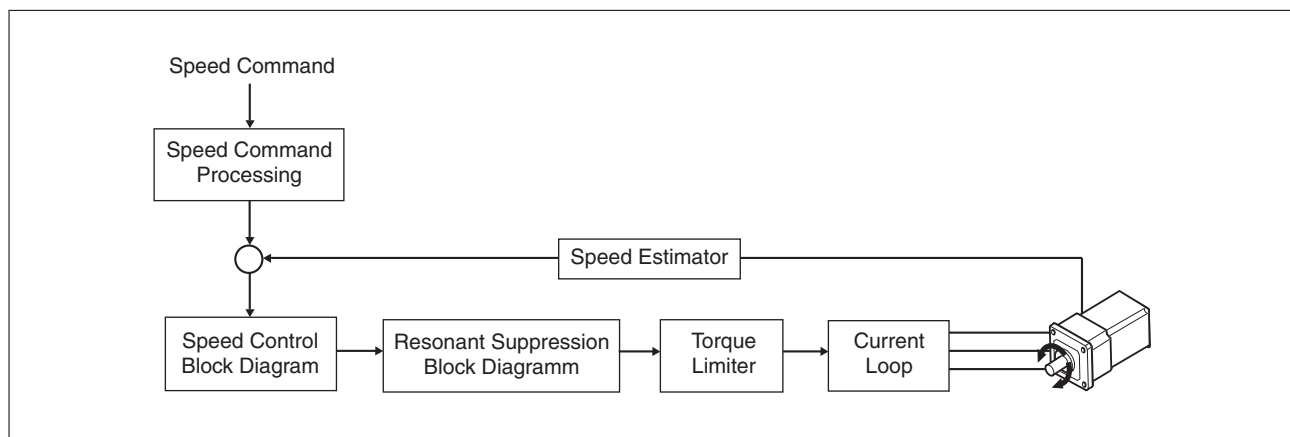 Speed Command
Speed Command
Processing
Speed Estimator
Speed Control
Block Diagram
Resonant Suppression
Block Diagramm
Torque
Limiter
Current
Loop